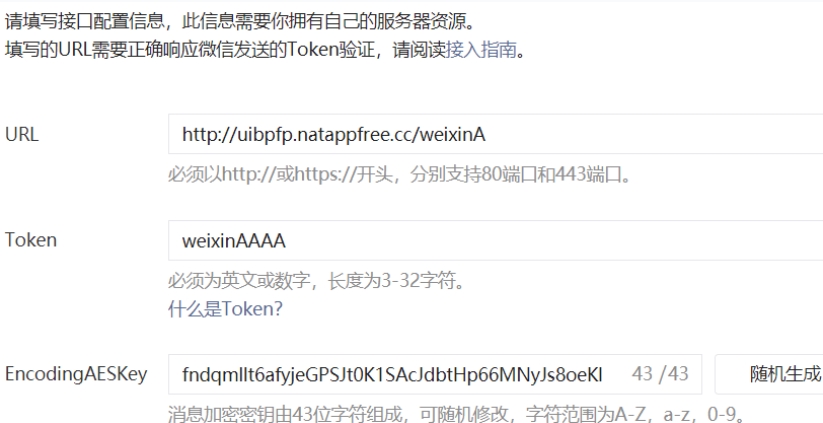 请填写接口配置信息，此信息需要你拥有自己的服务器资源。
填写的URL需要正确响应微信发送的Token验证，请阅读接入指南。
URL
http://uibpfp.natappfree.cc/weixinA
必须以http://或https://开头，分别支持80端口和443端口。
Token
weixinAAAA
必须为英文或数字，长度为3-32字符。
什么是Token？
EncodingAESKey fndqmIlt6afyjeGPSJt0K1SAcJdbtHp66MNyJs8oeKI 43 /43 随机生成
消息加密密钥由43位字符组成，可随机修改，字符范围为A-Z，a-z，0-9。